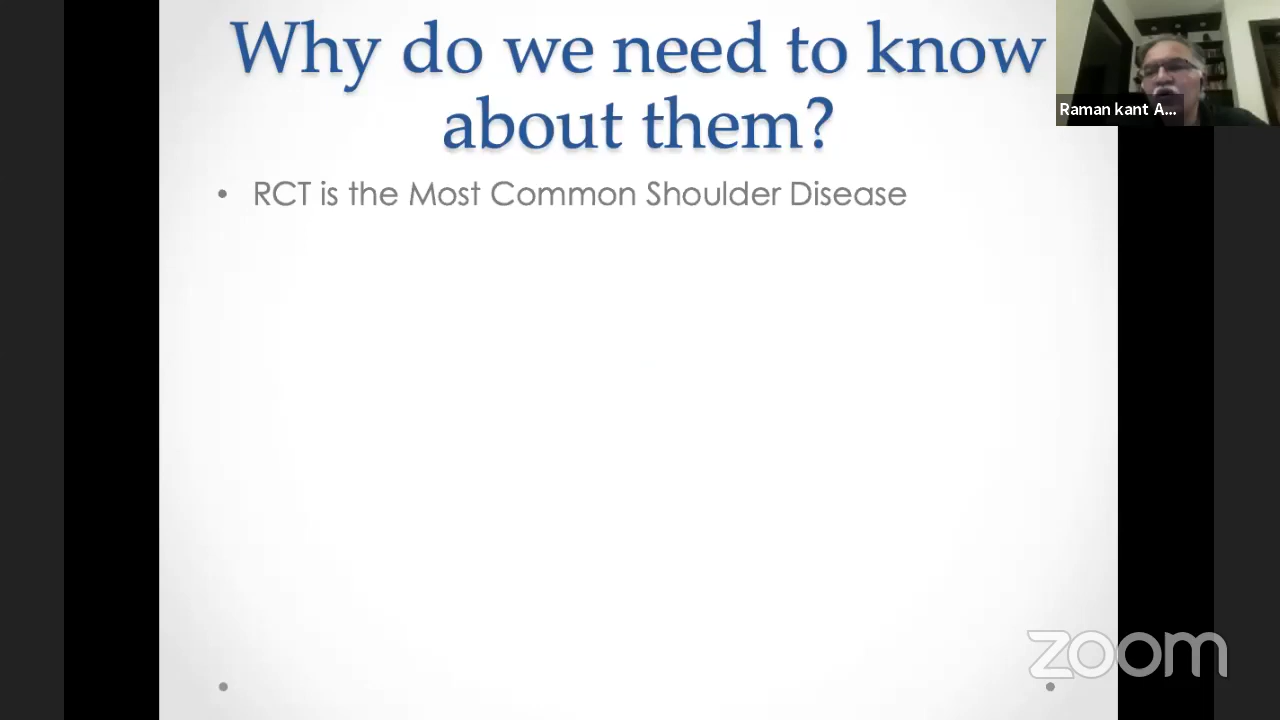 Why do we need to know
about them?
Raman kant A...
• RCT is the Most Common Shoulder Disease
zoom